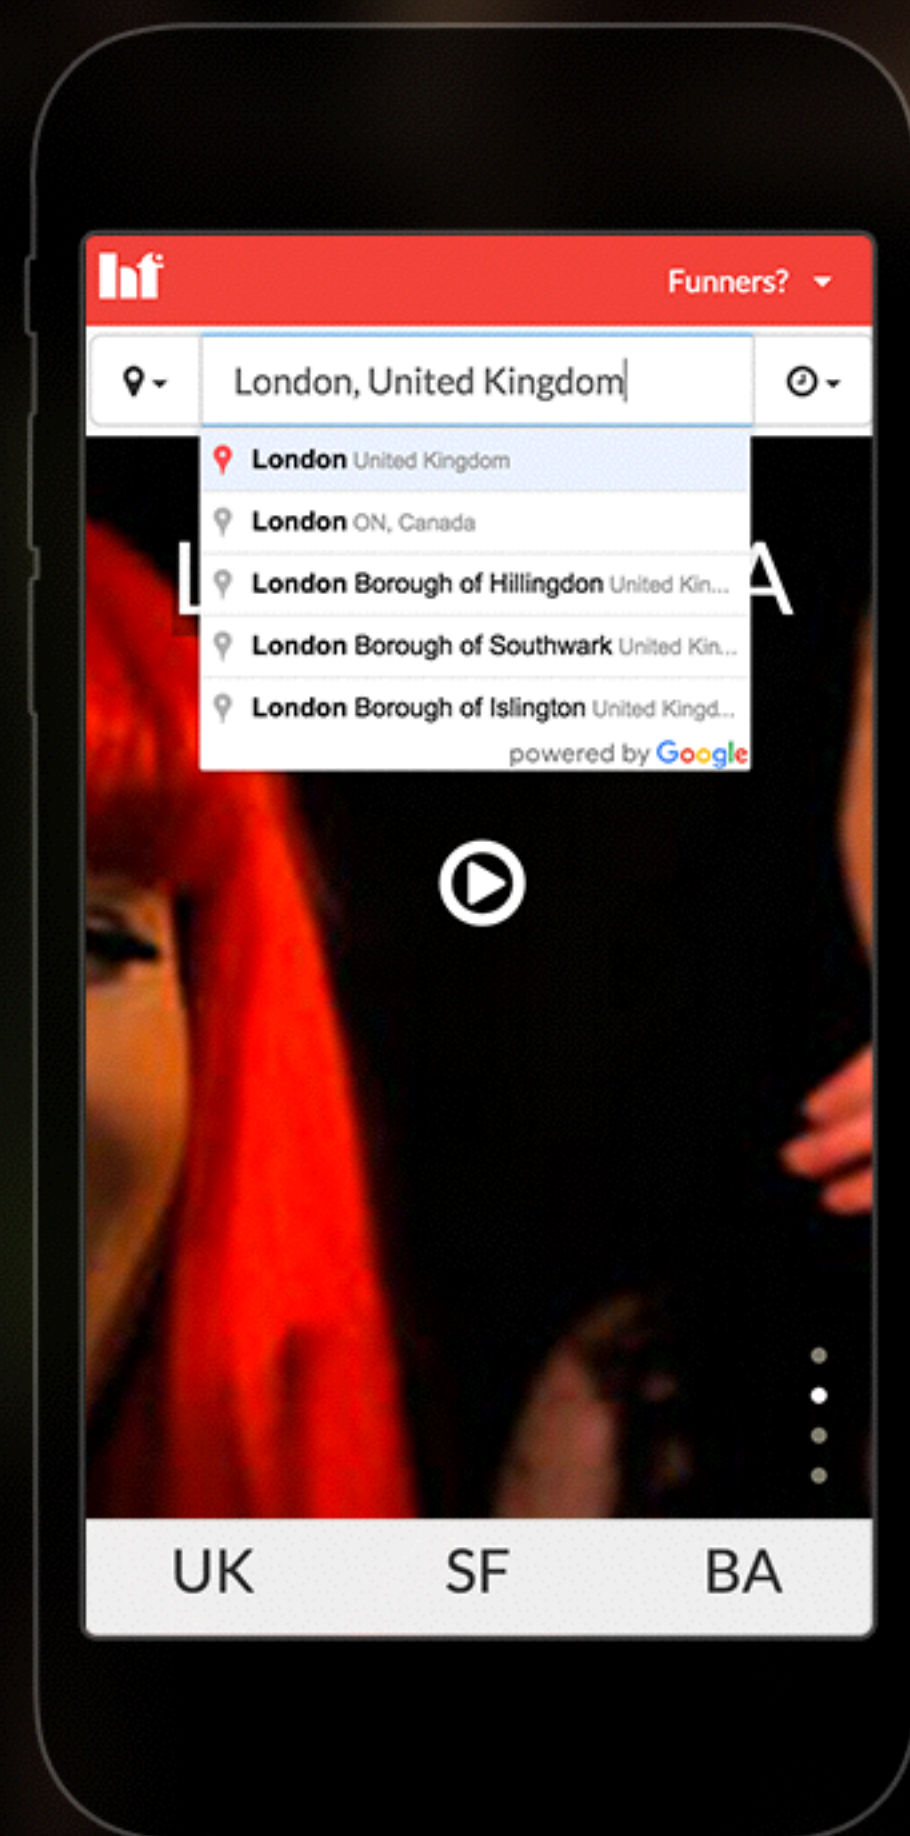 hf
Funners?
London, United Kingdom
London United Kingdom
London ON, Canada
London Borough of Hillingdon United Kin...
London Borough of Southwark United Kin...
London Borough of Islington United Kingd...
powered by Google
UK SF BA